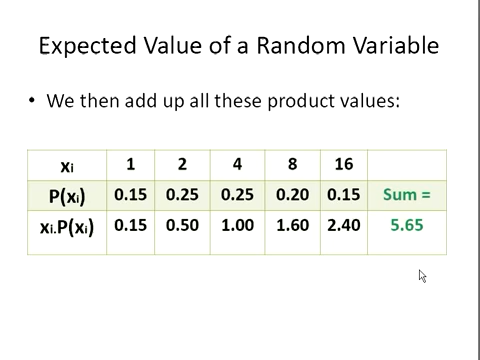 Expected Value of a Random Variable
• We then add up all these product values:
xi 1 2 4 8 16
P(xi) 0.15 0.25 0.25 0.20 0.15 Sum =
xi.P(xi) 0.15 0.50 1.00 1.60 2.40 5.65